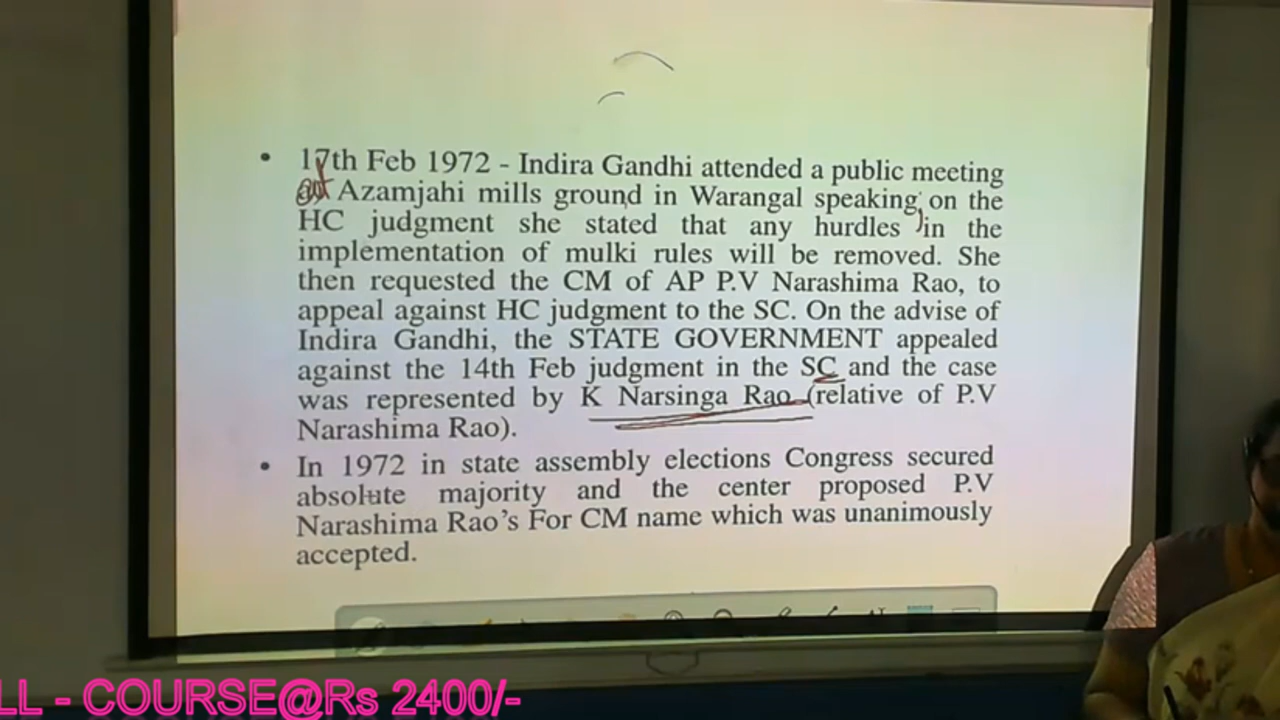 • 17th Feb 1972 - Indira Gandhi attended a public meeting
at Azamjahi mills ground in Warangal speaking on the
HC judgment she stated that any hurdles in the
implementation of mulki rules will be removed. She
then requested the CM of AP P.V Narashima Rao, to
appeal against HC judgment to the SC. On the advise of
Indira Gandhi, the STATE GOVERNMENT appealed
against the 14th Feb judgment in the SC and the case
was represented by K Narsinga Rao (relative of P.V
Narashima Rao).
• In 1972 in state assembly elections Congress secured
absolute majority and the center proposed P.V
Narashima Rao's For CM name which was unanimously
accepted.
LL - COURSE@Rs 2400/-